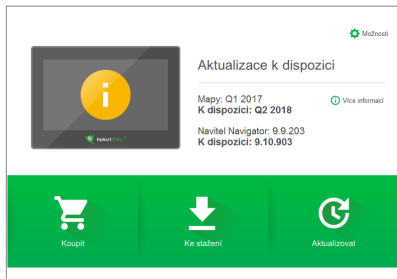 Možnosti
Aktualizace k dispozici
Mapy: Q1 2017
K dispozici: Q2 2018
Více informací
Navitel Navigator: 9.9.203
K dispozici: 9.10.903
NAVITEL
Koupit
Ke stažení
Aktualizovat